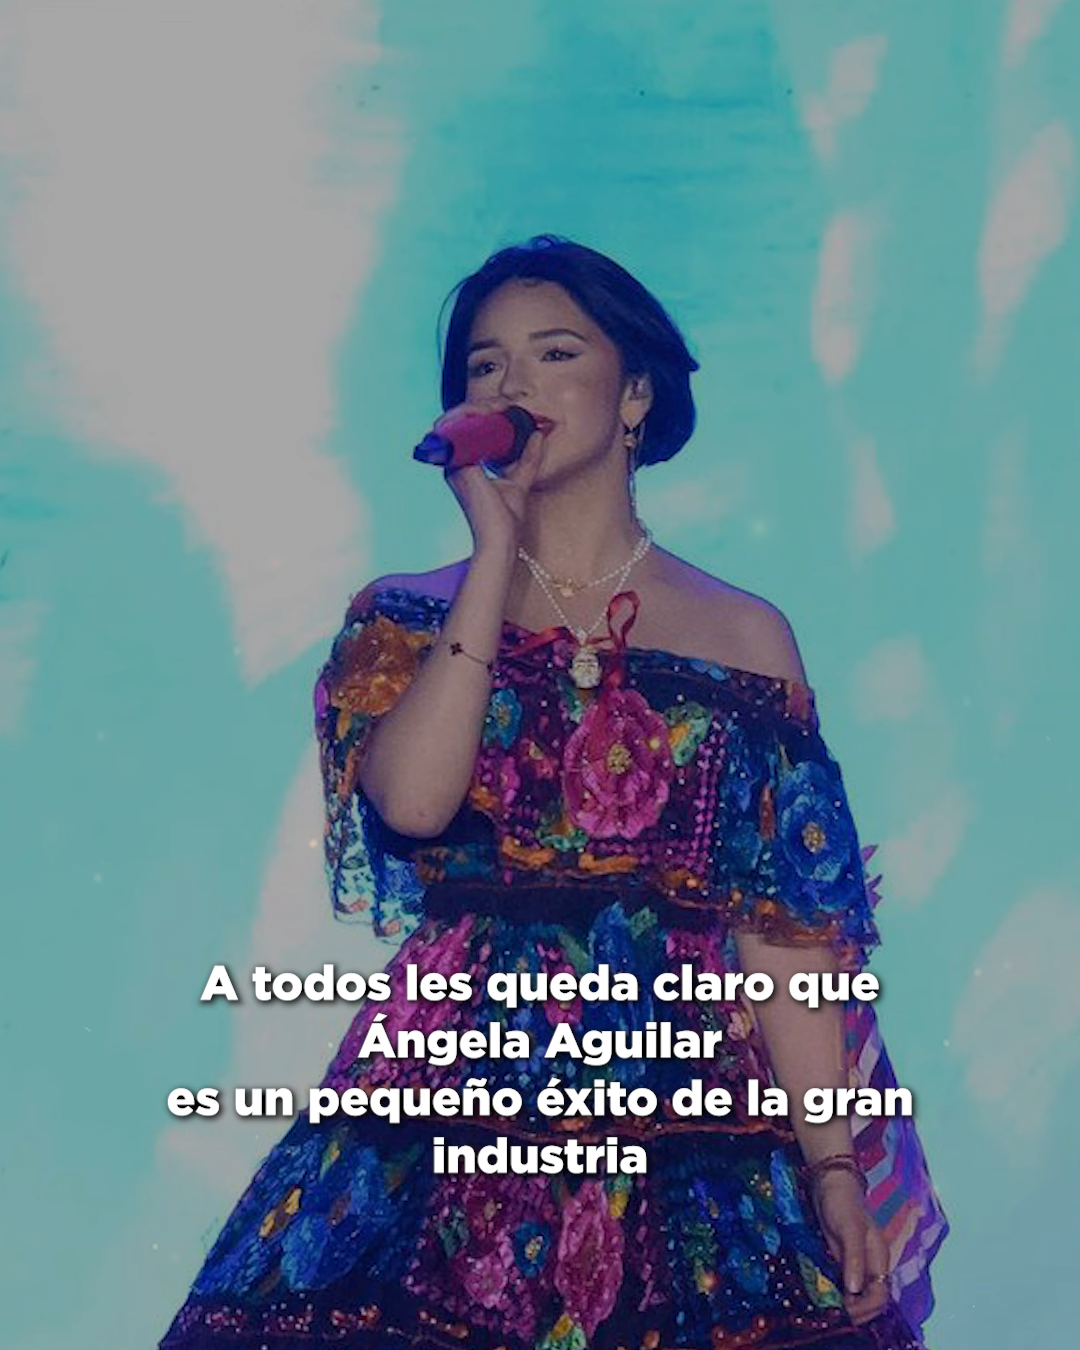 A todos les queda claro que
Ángela Aguilar
es un pequeño éxito de la gran
industria